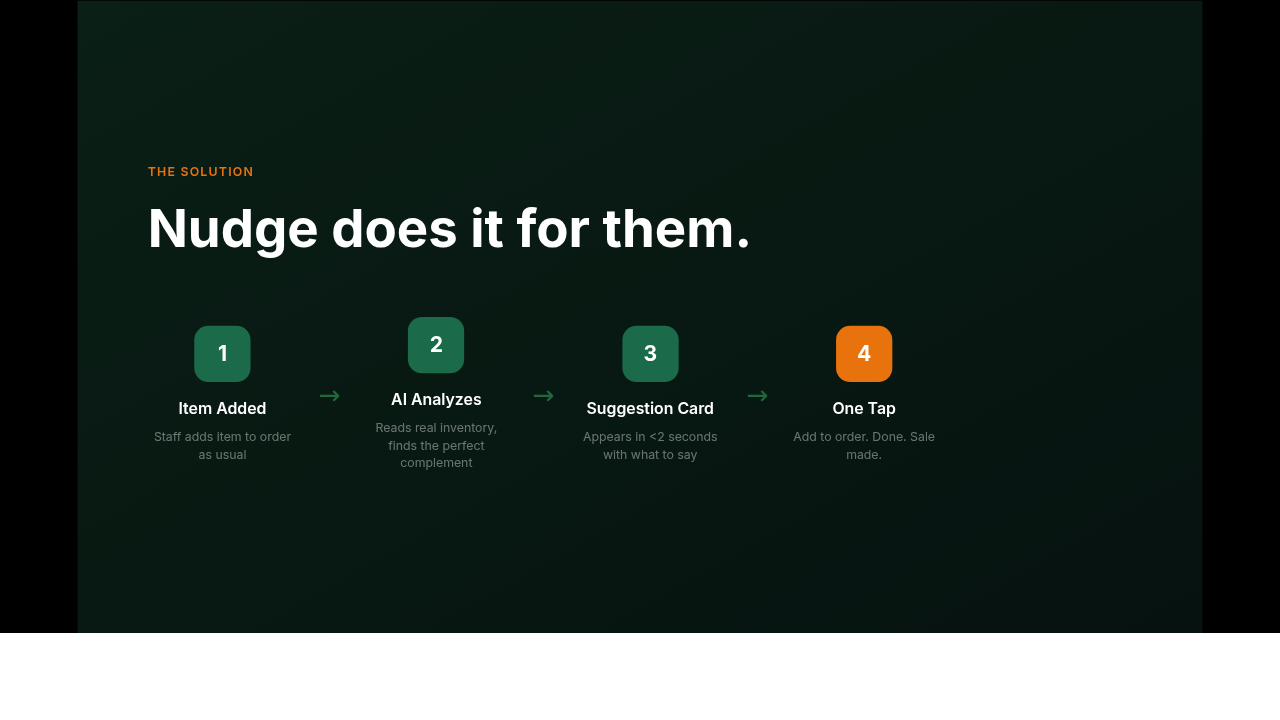 THE SOLUTION
Nudge does it for them.
1
Item Added
Staff adds item to order
as usual
→
2
AI Analyzes
Reads real inventory,
finds the perfect
complement
→
3
Suggestion Card
Appears in <2 seconds
with what to say
→
4
One Tap
Add to order. Done. Sale
made.